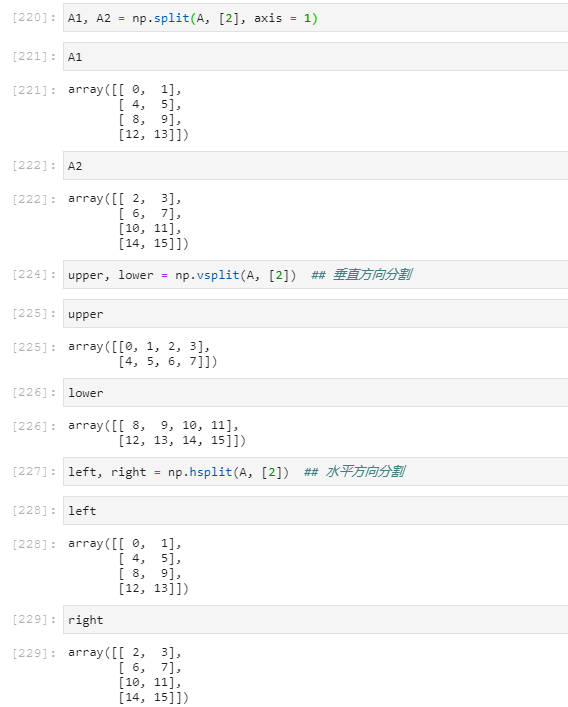 [220]: A1, A2 = np.split(A, [2], axis = 1)
[221]: A1
[221]: array([[ 0,  1],
       [ 4,  5],
       [ 8,  9],
       [12, 13]])
[222]: A2
[222]: array([[ 2,  3],
       [ 6,  7],
       [10, 11],
       [14, 15]])
[224]: upper, lower = np.vsplit(A, [2])  ## 垂直方向分割
[225]: upper
[225]: array([[0, 1, 2, 3],
       [4, 5, 6, 7]])
[226]: lower
[226]: array([[ 8,  9, 10, 11],
       [12, 13, 14, 15]])
[227]: left, right = np.hsplit(A, [2])  ## 水平方向分割
[228]: left
[228]: array([[ 0,  1],
       [ 4,  5],
       [ 8,  9],
       [12, 13]])
[229]: right
[229]: array([[ 2,  3],
       [ 6,  7],
       [10, 11],
       [14, 15]])